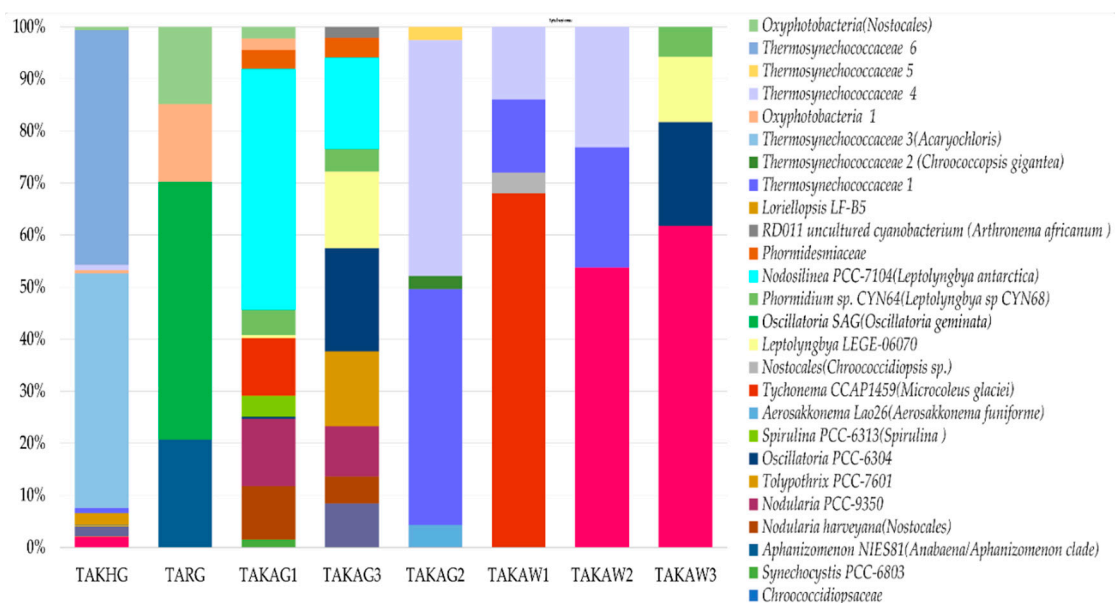 100%
90%
80%
70%
60%
50%
40%
30%
20%
10%
0%
TAKHG TARG TAKAG1 TAKAG3 TAKAG2 TAKAW1 TAKAW2 TAKAW3
Oxyphotobacteria(Nostocales)
Thermosynechococcaceae 6
Thermosynechococcaceae 5
Thermosynechococcaceae 4
Oxyphotobacteria 1
Thermosynechococcaceae 3(Acaryochloris)
Thermosynechococcaceae 2 (Chroococcopsis gigantea)
Thermosynechococcaceae 1
Loriellopsis LF-B5
RD011 uncultured cyanobacterium (Arthronema africanum )
Phormidesmiaceae
Nodosilinea PCC-7104(Leptolyngbya antarctica)
Phormidium sp. CYN64(Leptolyngbya sp CYN68)
Oscillatoria SAG(Oscillatoria geminata)
Leptolyngbya LEGE-06070
Nostocales(Chroococcidiopsis sp.)
Tychonema CCAP1459(Microcoleus glaciei)
Aerosakkonema Lao26(Aerosakkonema funiforme)
Spirulina PCC-6313(Spirulina )
Oscillatoria PCC-6304
Tolypothrix PCC-7601
Nodularia PCC-9350
Nodularia harveyana(Nostocales)
Aphanizomenon NIES81(Anabaena/Aphanizomenon clade)
Synechocystis PCC-6803
Chroococcidiopsaceae